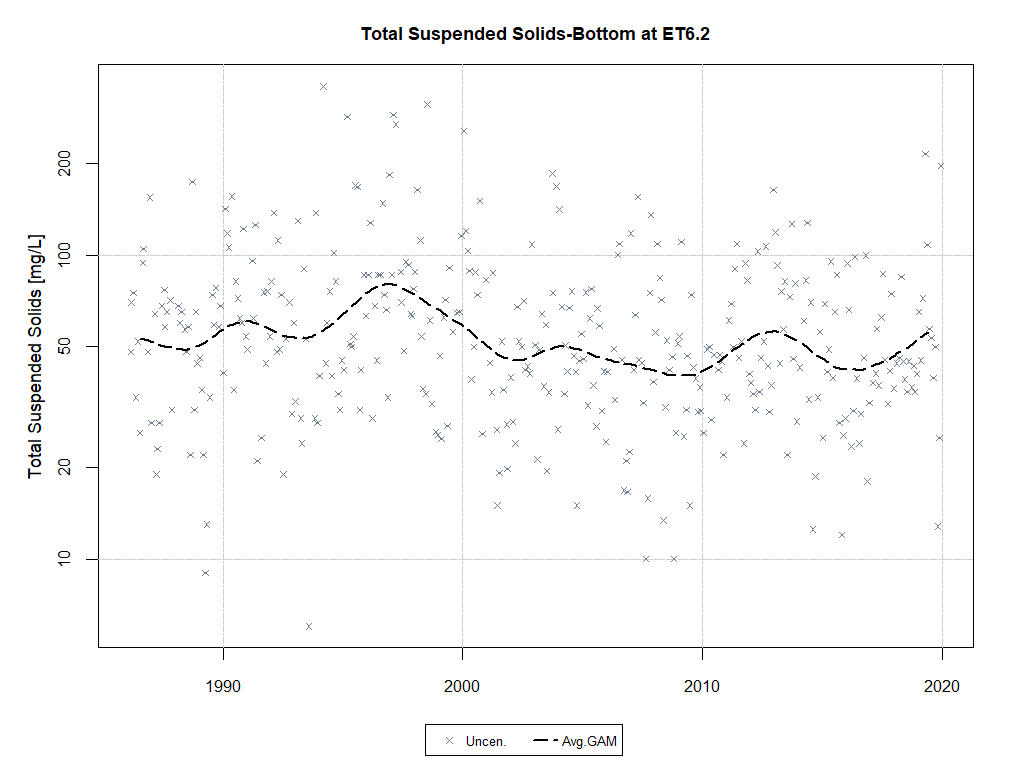 Total Suspended Solids-Bottom at ET6.2
Total Suspended Solids [mg/L]
200
100
50
20
10
1990 2000 2010 2020
Uncen. Avg.GAM